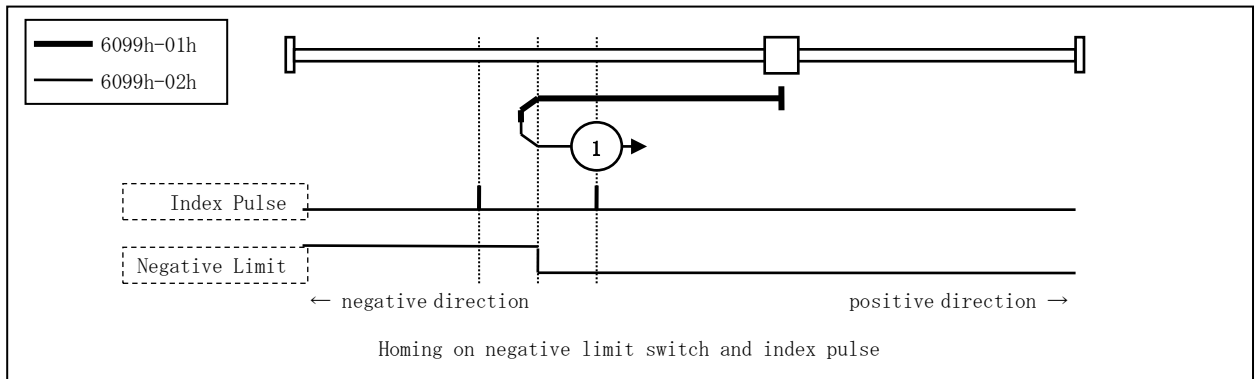 6099h-01h
6099h-02h
1
Index Pulse
Negative Limit
← negative direction
positive direction →
Homing on negative limit switch and index pulse